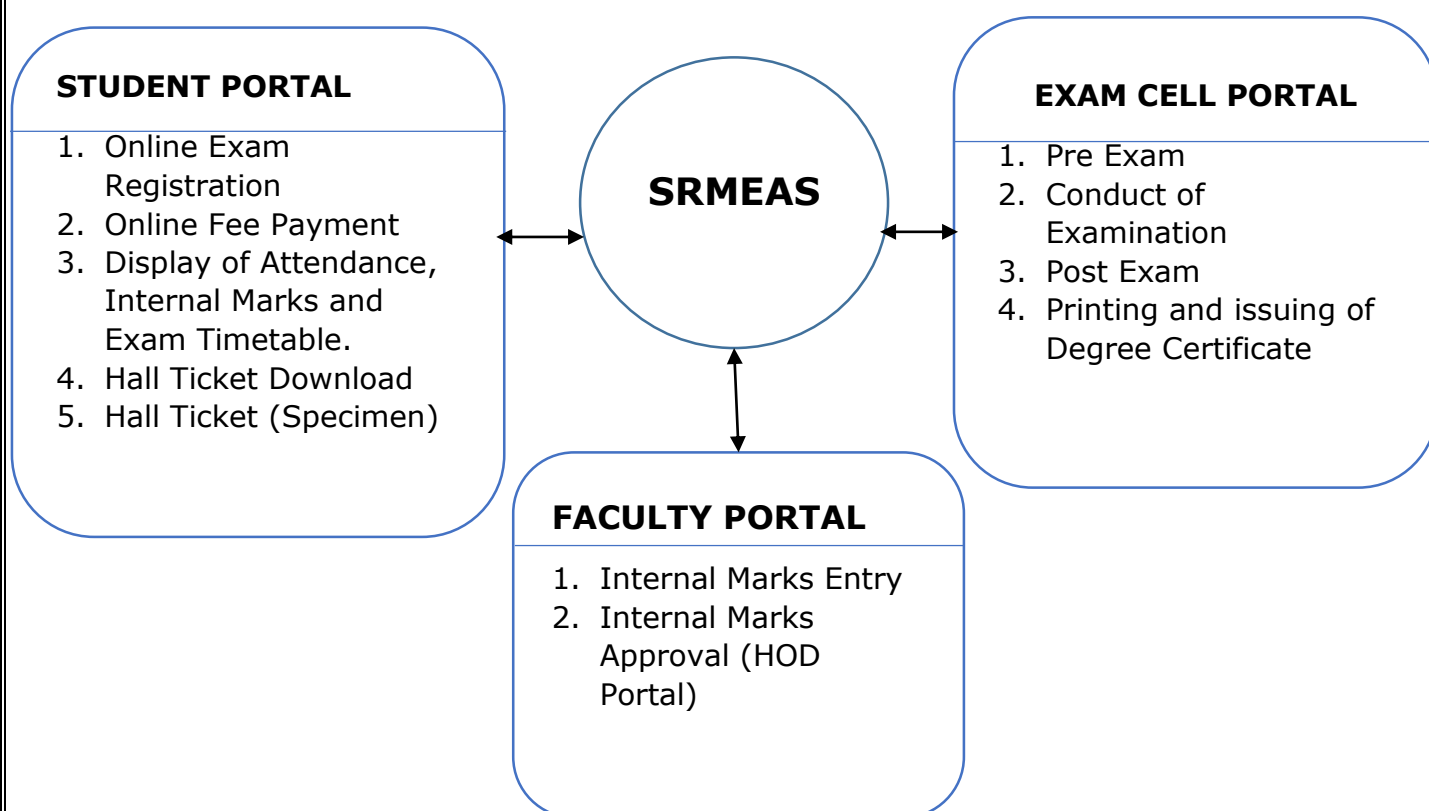 STUDENT PORTAL
1. Online Exam
Registration
2. Online Fee Payment
3. Display of Attendance,
Internal Marks and
Exam Timetable.
4. Hall Ticket Download
5. Hall Ticket (Specimen)
SRMEAS
EXAM CELL PORTAL
1. Pre Exam
2. Conduct of
Examination
3. Post Exam
4. Printing and issuing of
Degree Certificate
FACULTY PORTAL
1. Internal Marks Entry
2. Internal Marks
Approval (HOD
Portal)